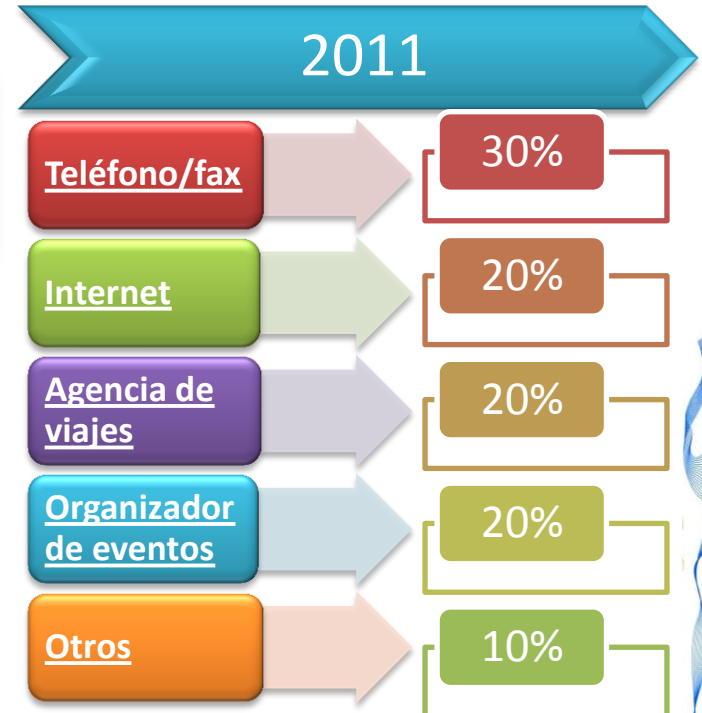 2011
Teléfono/fax
30%
Internet
20%
Agencia de
viajes
20%
Organizador
de eventos
20%
Otros
10%